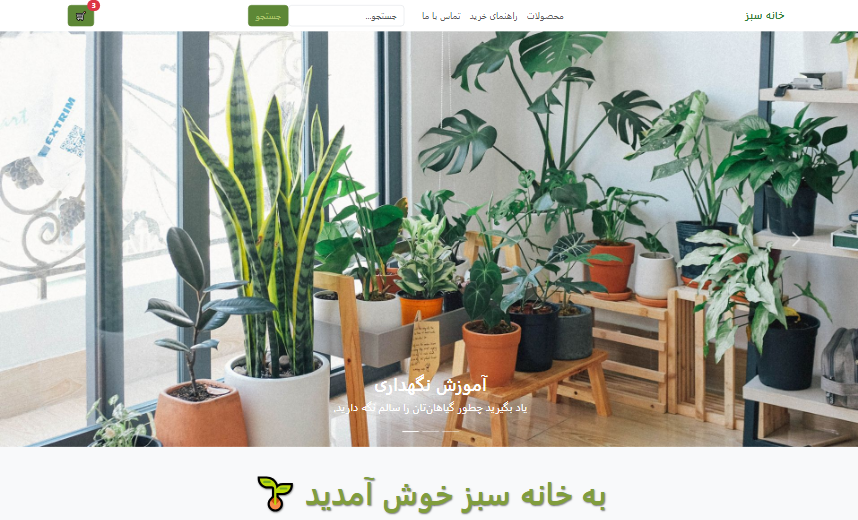 خانه سبز
محصولات
راهنمای خرید
تماس با ما
جستجو...
جستجو
3
EXTRIM
آموزش نگهداری
یاد بگیرید چطور گیاهان‌تان را سالم نگه دارید.
به خانه سبز خوش آمدید